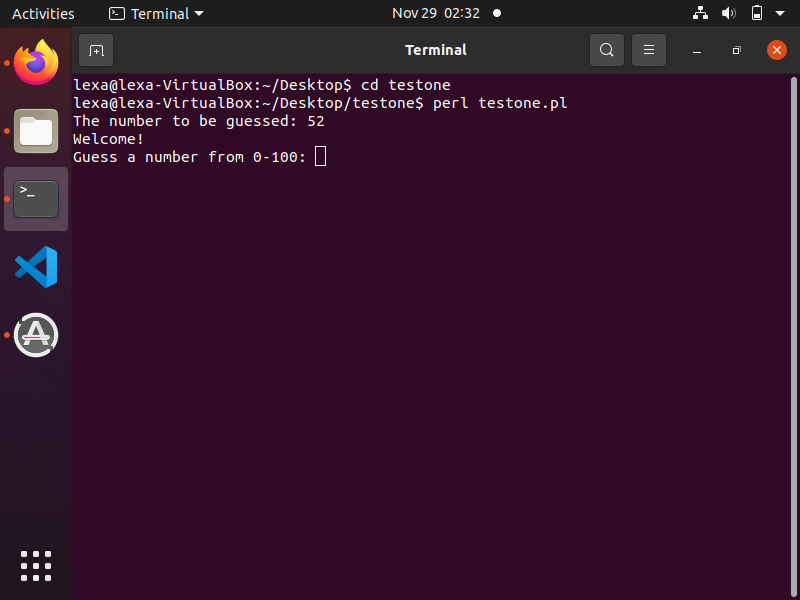 Activities Terminal Nov 29 02:32
Terminal
lexa@lexa-VirtualBox:~/Desktop$ cd testone
lexa@lexa-VirtualBox:~/Desktop/testone$ perl testone.pl
The number to be guessed: 52
Welcome!
Guess a number from 0-100: